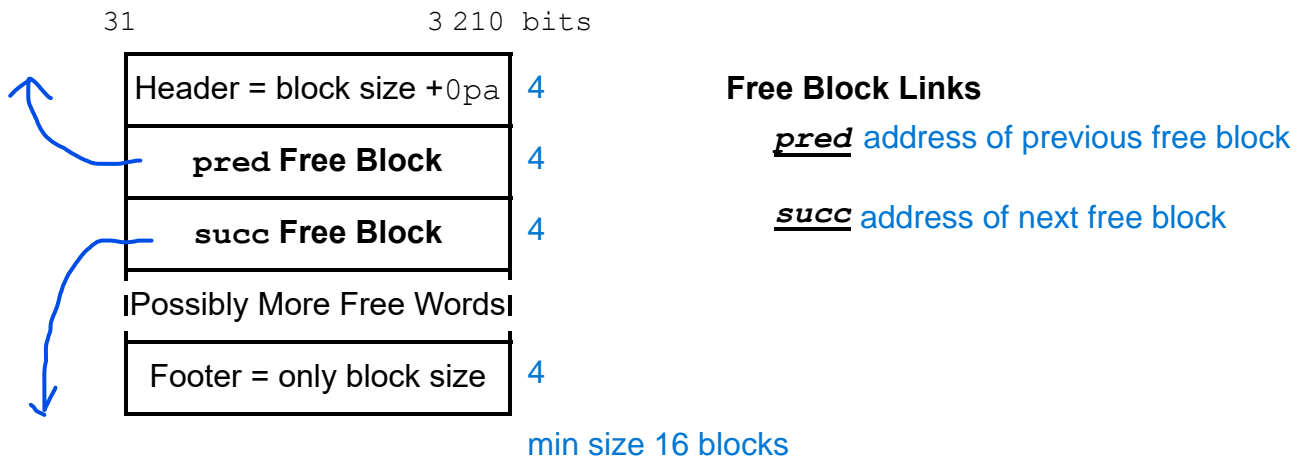 31 3 210 bits
Header = block size +0pa 4
Free Block Links
pred Free Block 4
pred address of previous free block
succ Free Block 4
succ address of next free block
Possibly More Free Words
Footer = only block size 4
min size 16 blocks